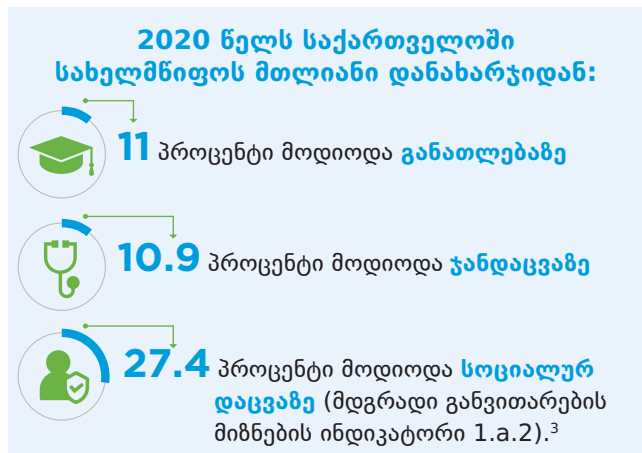 2020 წელს საქართველოში
სახელმწიფოს მთლიანი დანახარჯიდან:
11 პროცენტი მოდიოდა განათლებაზე
10.9 პროცენტი მოდიოდა ჯანდაცვაზე
27.4 პროცენტი მოდიოდა სოციალურ
დაცვაზე (მდგრადი განვითარების
მიზნების ინდიკატორი 1.a.2).³